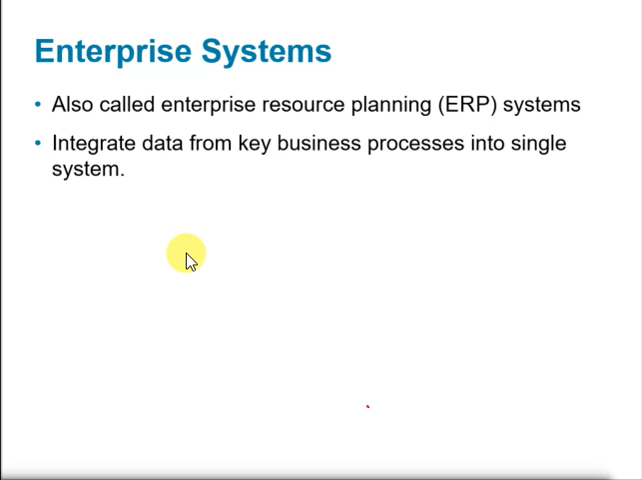 Enterprise Systems
• Also called enterprise resource planning (ERP) systems
• Integrate data from key business processes into single
system.